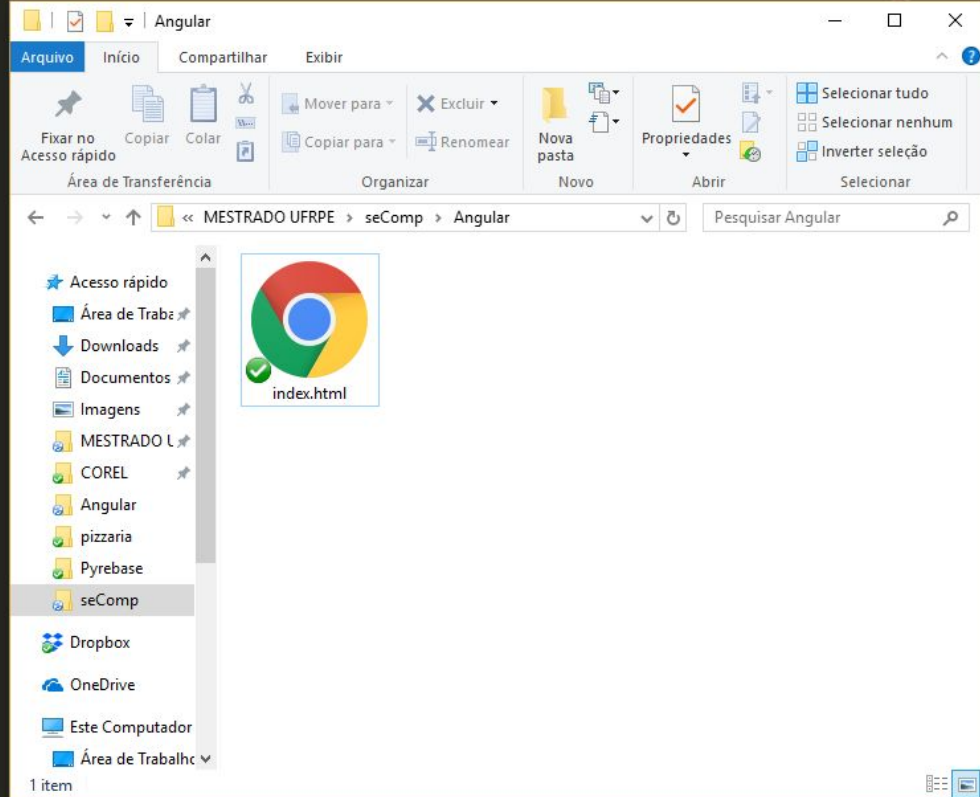 Angular
Arquivo Início Compartilhar Exibir
Fixar no Acesso rápido
Copiar
Colar
Mover para
Copiar para
Excluir
Renomear
Nova pasta
Propriedades
Selecionar tudo
Selecionar nenhum
Inverter seleção
Área de Transferência Organizar Novo Abrir Selecionar
« MESTRADO UFRPE > seComp > Angular
Pesquisar Angular
Acesso rápido
Área de Traba
Downloads
Documentos
Imagens
MESTRADO U
COREL
Angular
pizzaria
Pyrebase
seComp
Dropbox
OneDrive
Este Computador
Área de Trabalho
index.html
1 item